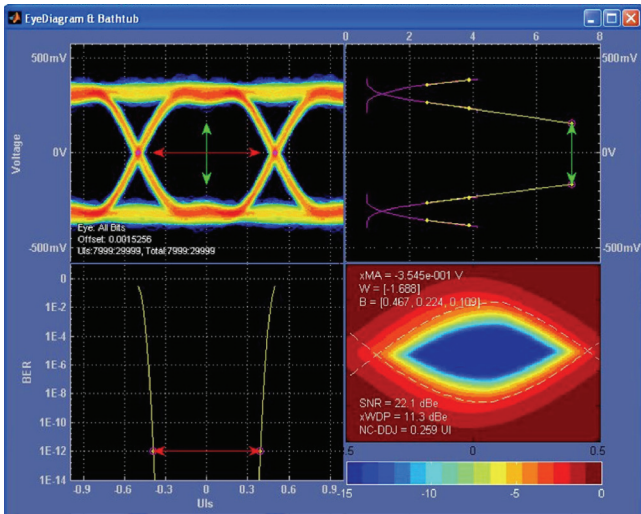 EyeDiagram & Bathtub
0 2 4 6 8
500mV
500mV
Voltage
0V
0V
Eye: All Bits
Offset: 0.0015256
UIs:7999:29999, Total:7999:29999
-500mV
-500mV
0
1E-2
1E-4
1E-6
BER
1E-8
1E-10
1E-12
1E-14
-0.9 -0.6 -0.3 0 0.3 0.6 0.9
UIs
xMA = -3.545e-001 V
W = [-1.688]
B = [0.467, 0.224, 0.109]
SNR = 22.1 dBe
xWDP = 11.3 dBe
NC-DDJ = 0.259 UI
0 0.5
-15 -10 -5 0